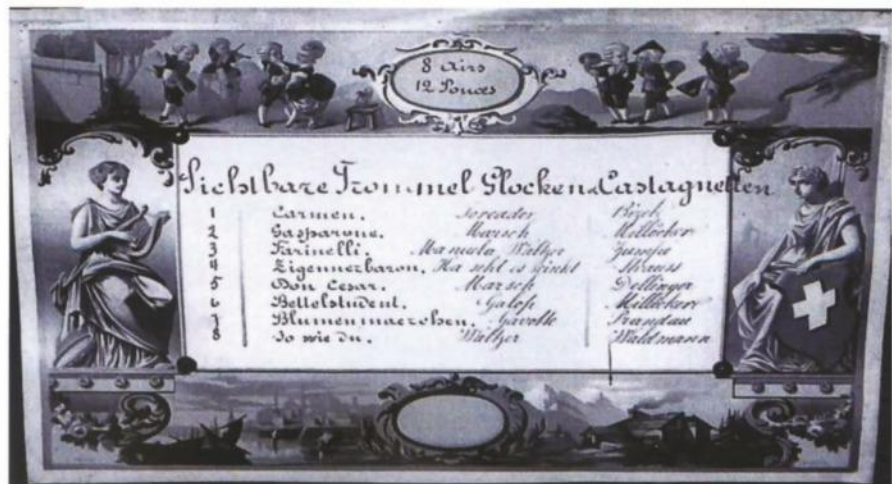 8 Airs
12 Pouces
Sichtbare Trommel Glocken u. Castagnetten
1 Carmen. Toreador Bizet
2 Gasparone. Marsch Millöcker
3 Farinelli. Manuela Walzer Zumpe
4 Zigeunerbaron. Ha seht es winkt Strauss
5 Don Cesar. Marsch Dellinger
6 Bettelstudent. Galop Millöcker
7 Blumenmaerchen. Gavotte
8 So wie du. Walzer Waldmann